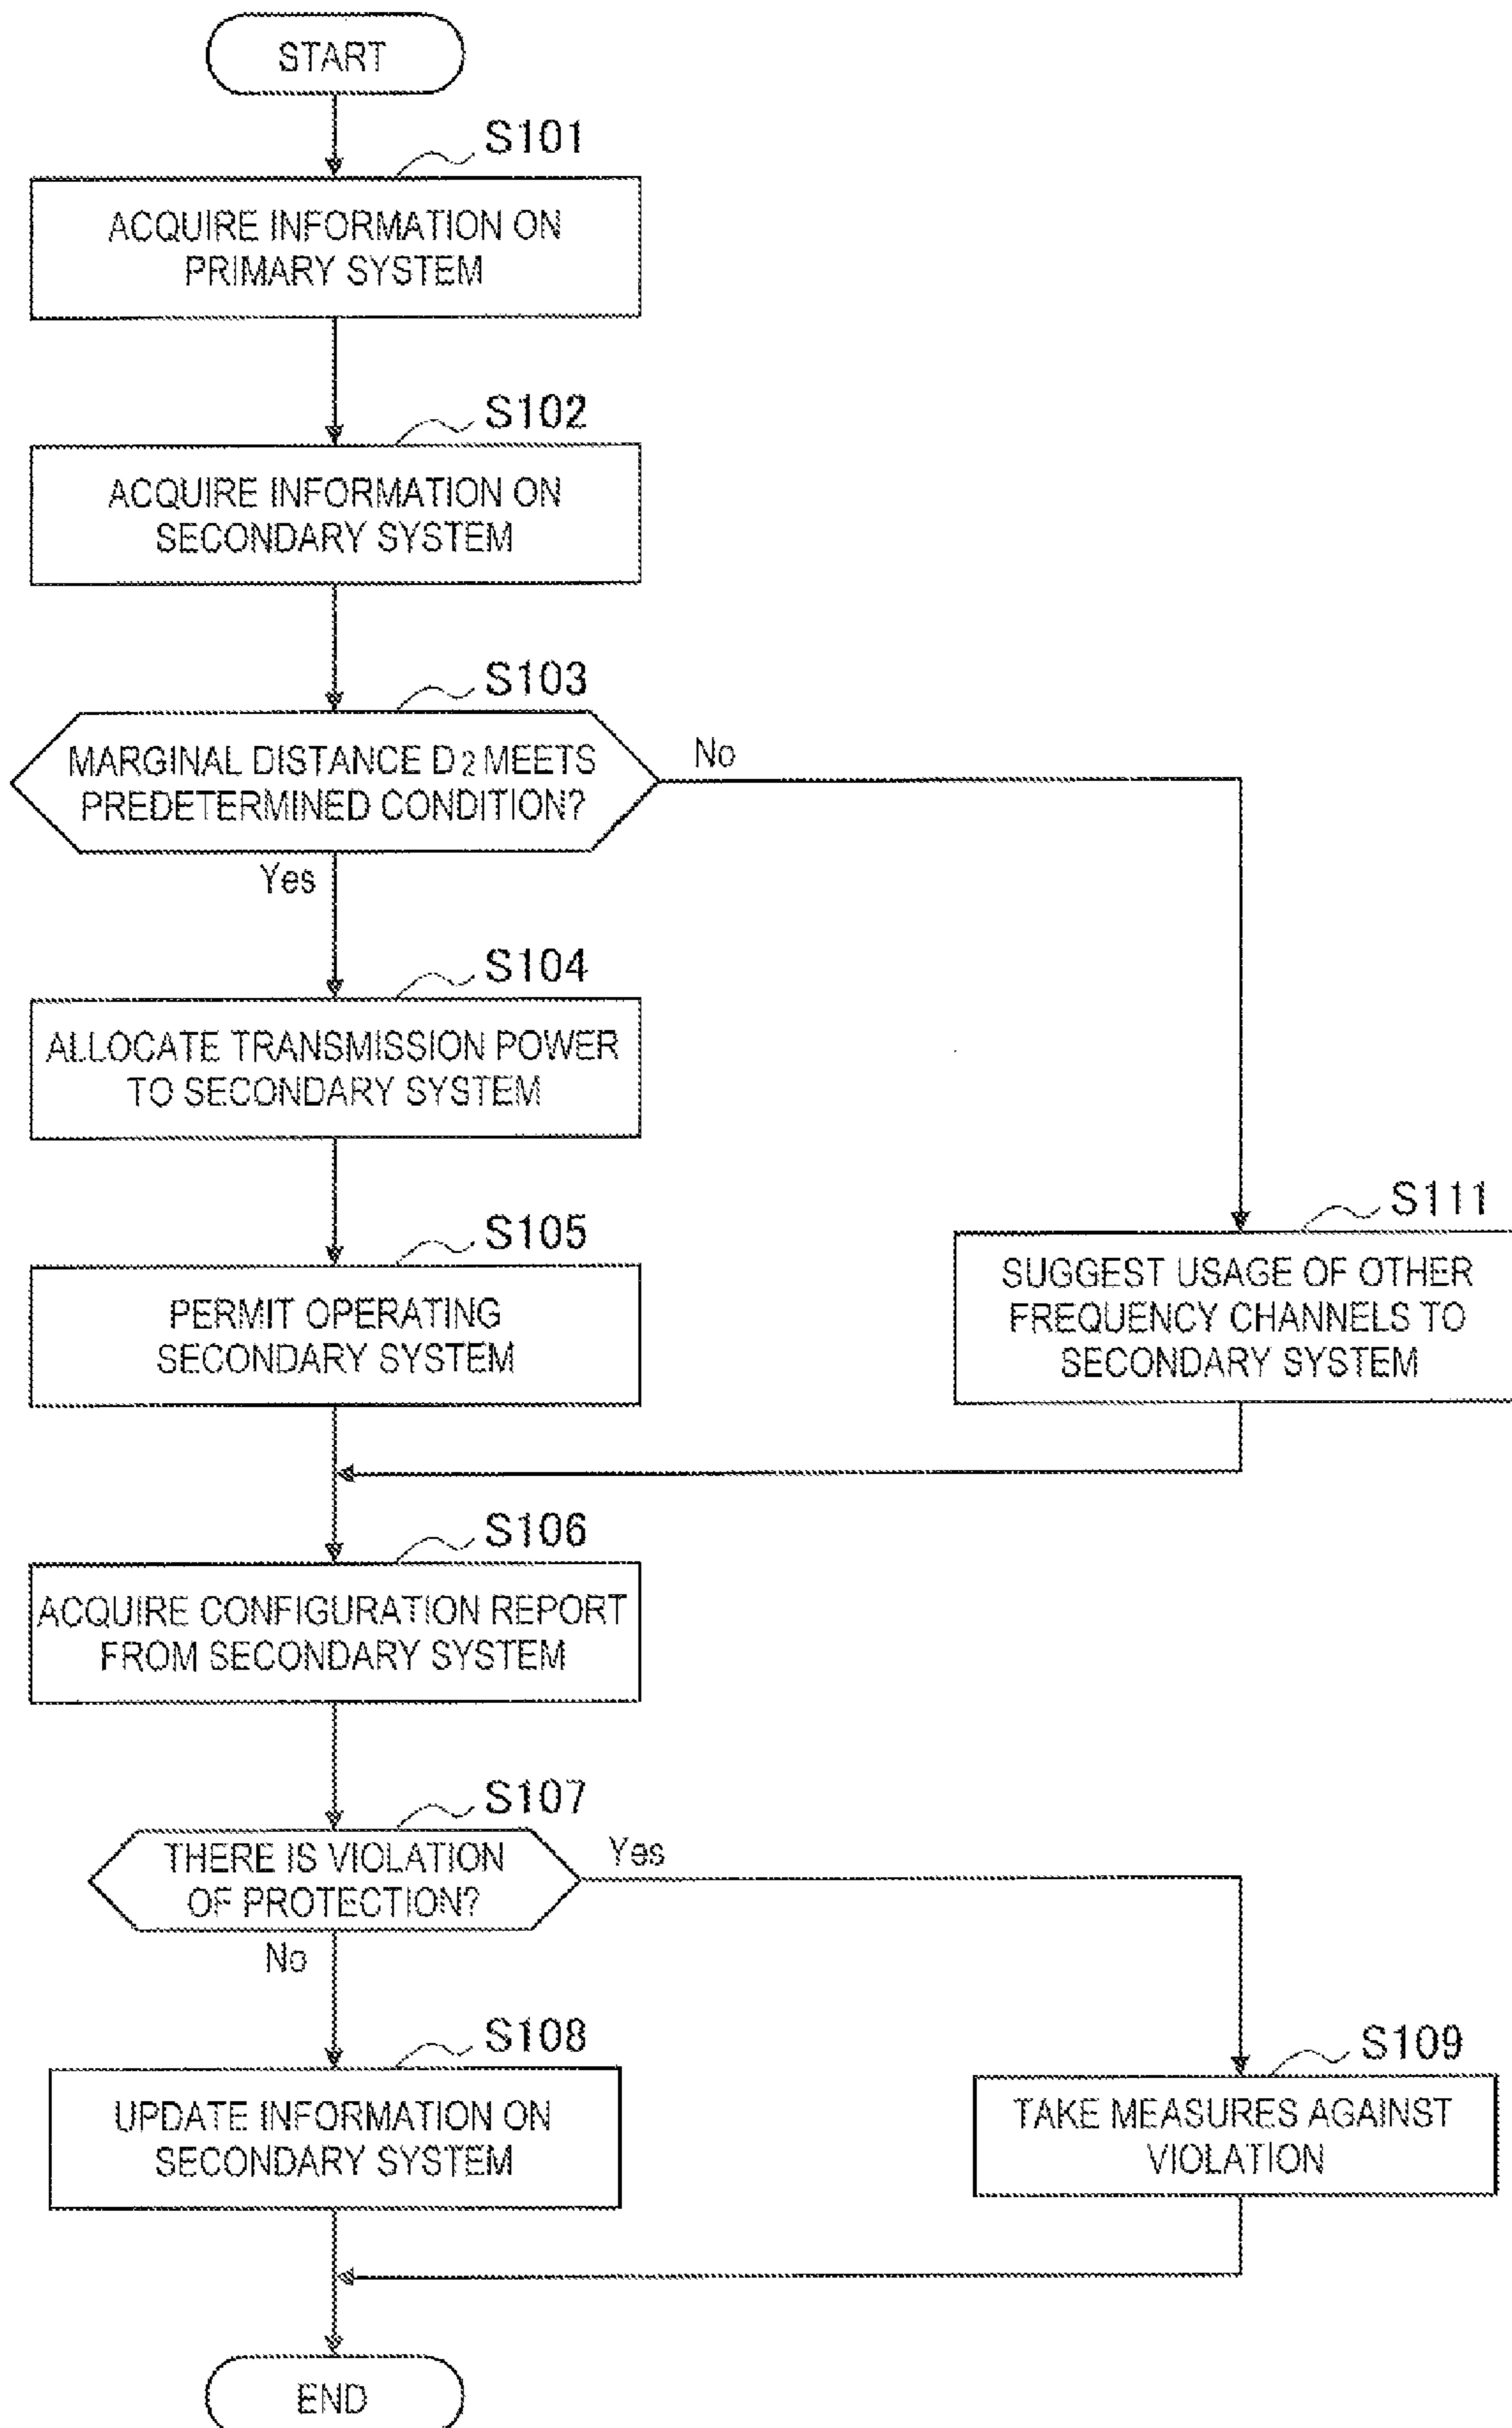 START
S101
ACQUIRE INFORMATION ON
PRIMARY SYSTEM
S102
ACQUIRE INFORMATION ON
SECONDARY SYSTEM
S103
MARGINAL DISTANCE D2 MEETS
PREDETERMINED CONDITION?
No
Yes
S104
ALLOCATE TRANSMISSION POWER
TO SECONDARY SYSTEM
S105
PERMIT OPERATING
SECONDARY SYSTEM
S111
SUGGEST USAGE OF OTHER
FREQUENCY CHANNELS TO
SECONDARY SYSTEM
S106
ACQUIRE CONFIGURATION REPORT
FROM SECONDARY SYSTEM
S107
THERE IS VIOLATION
OF PROTECTION?
Yes
No
S108
UPDATE INFORMATION ON
SECONDARY SYSTEM
S109
TAKE MEASURES AGAINST
VIOLATION
END